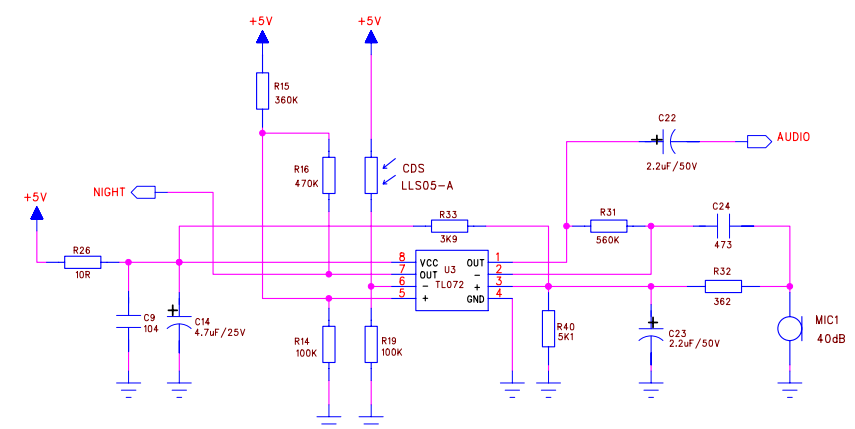 +5V
+5V
R15
360K
C22
AUDIO
2.2uF/50V
R16
470K
CDS
LLS05-A
NIGHT
+5V
R33
3K9
R31
560K
C24
473
R26
10R
8
VCC
OUT
1
7
OUT
U3
-
2
6
-
TL072
+
3
5
+
GND
4
R32
362
C9
104
+
C14
4.7uF/25V
R14
100K
R19
100K
R40
5K1
+
C23
2.2uF/50V
MIC1
40dB
+